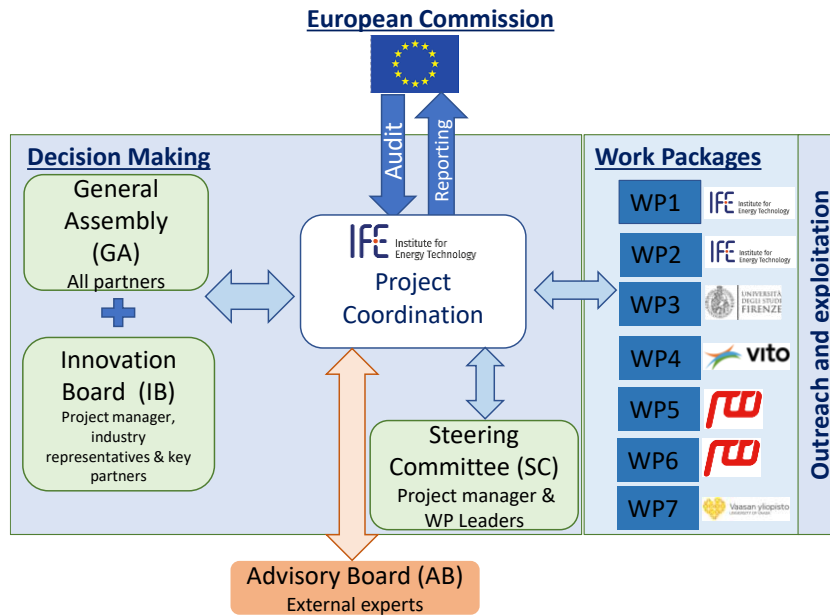 European Commission
Audit
Reporting
Decision Making
General
Assembly
(GA)
All partners
Innovation
Board (IB)
Project manager,
industry
representatives & key
partners
IFE Institute for
Energy Technology
Project
Coordination
Steering
Committee (SC)
Project manager &
WP Leaders
Advisory Board (AB)
External experts
Work Packages
WP1 IFE Institute for
Energy Technology
WP2 IFE Institute for
Energy Technology
WP3 UNIVERSITÀ
DEGLI STUDI
FIRENZE
WP4 vito
WP5
WP6
WP7 Vaasan yliopisto
UNIVERSITY OF VAASA
Outreach and exploitation